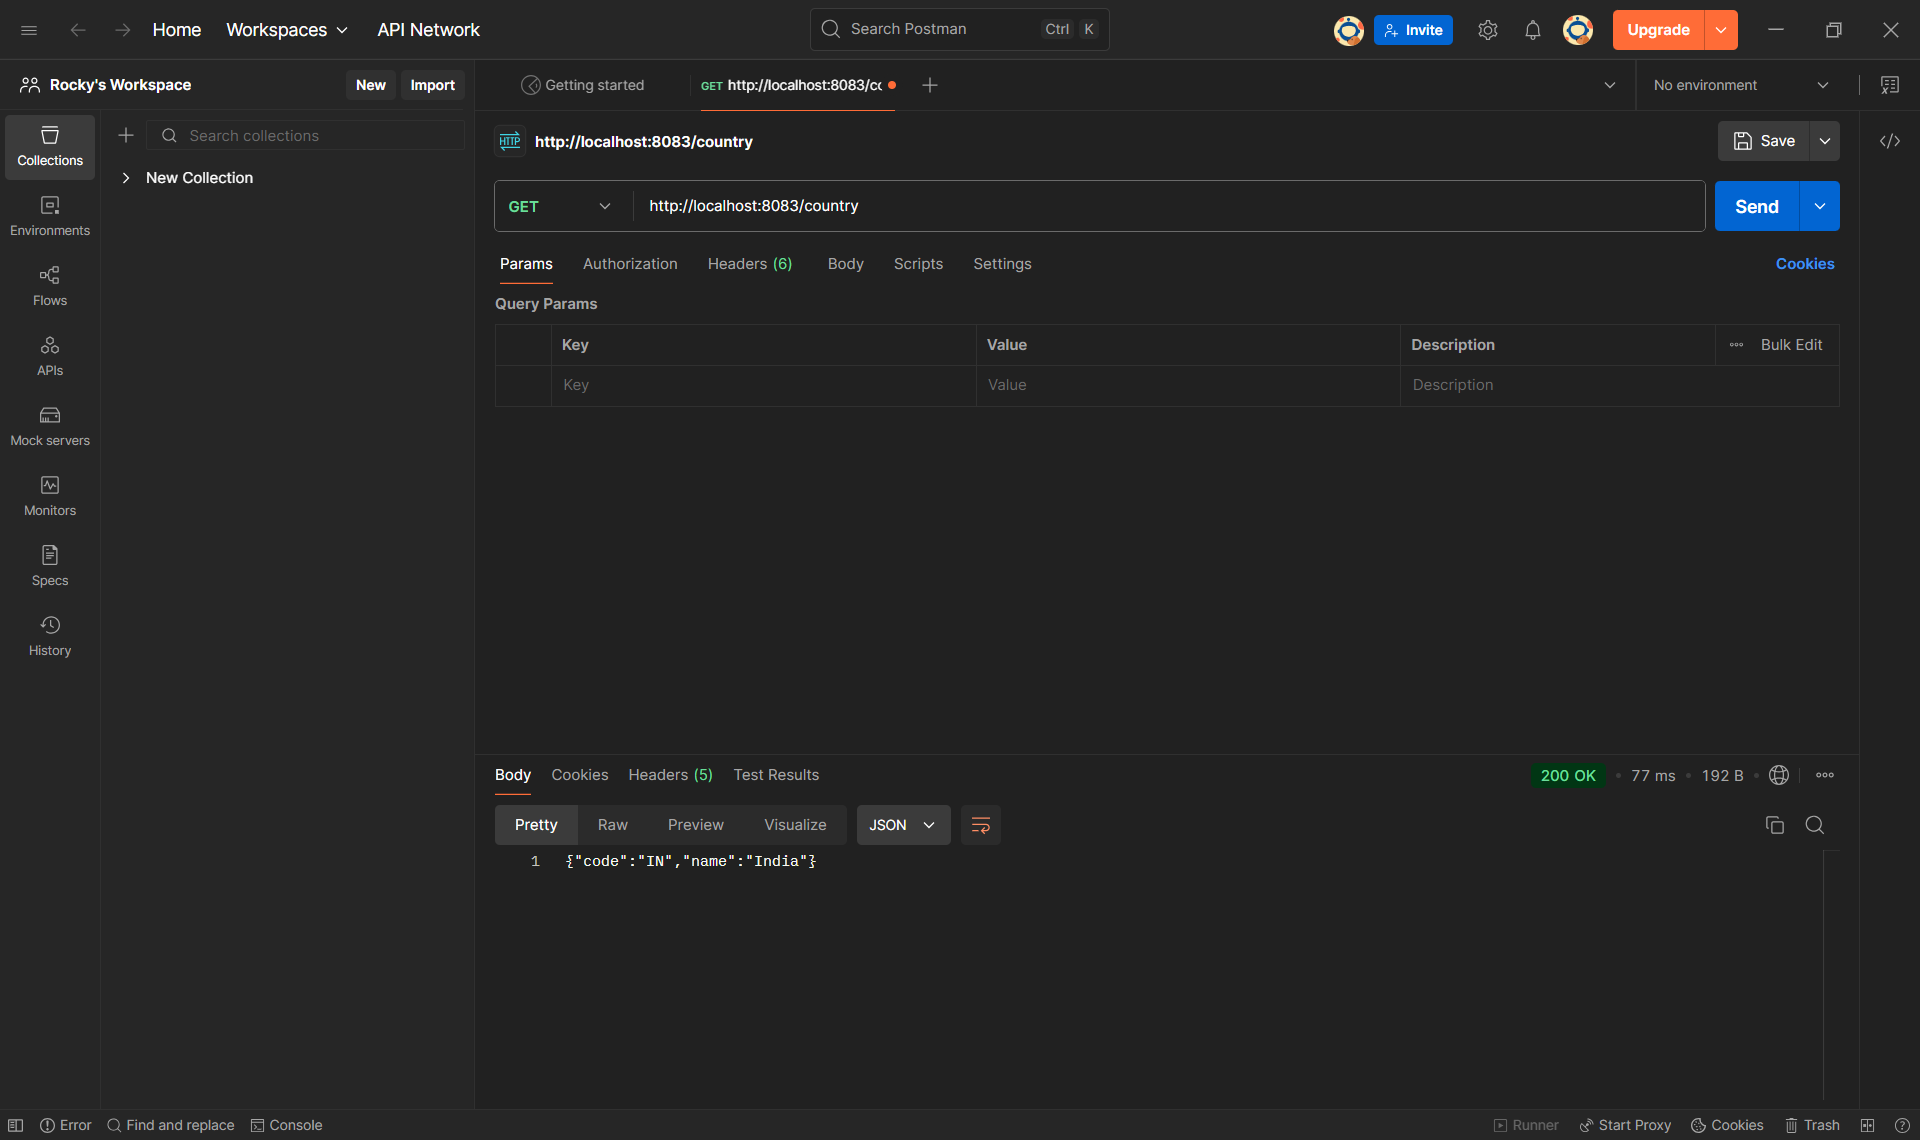 Home Workspaces API Network Search Postman Ctrl K Invite Upgrade
Rocky's Workspace New Import Getting started GET http://localhost:8083/cc No environment
Search collections
Collections
New Collection
Environments
Flows
APIs
Mock servers
Monitors
Specs
History
HTTP http://localhost:8083/country Save
GET http://localhost:8083/country Send
Params Authorization Headers (6) Body Scripts Settings Cookies
Query Params
Key Value Description Bulk Edit
Key Value Description
Body Cookies Headers (5) Test Results 200 OK 77 ms 192 B
Pretty Raw Preview Visualize JSON
1 {"code":"IN","name":"India"}
Error Find and replace Console Runner Start Proxy Cookies Trash